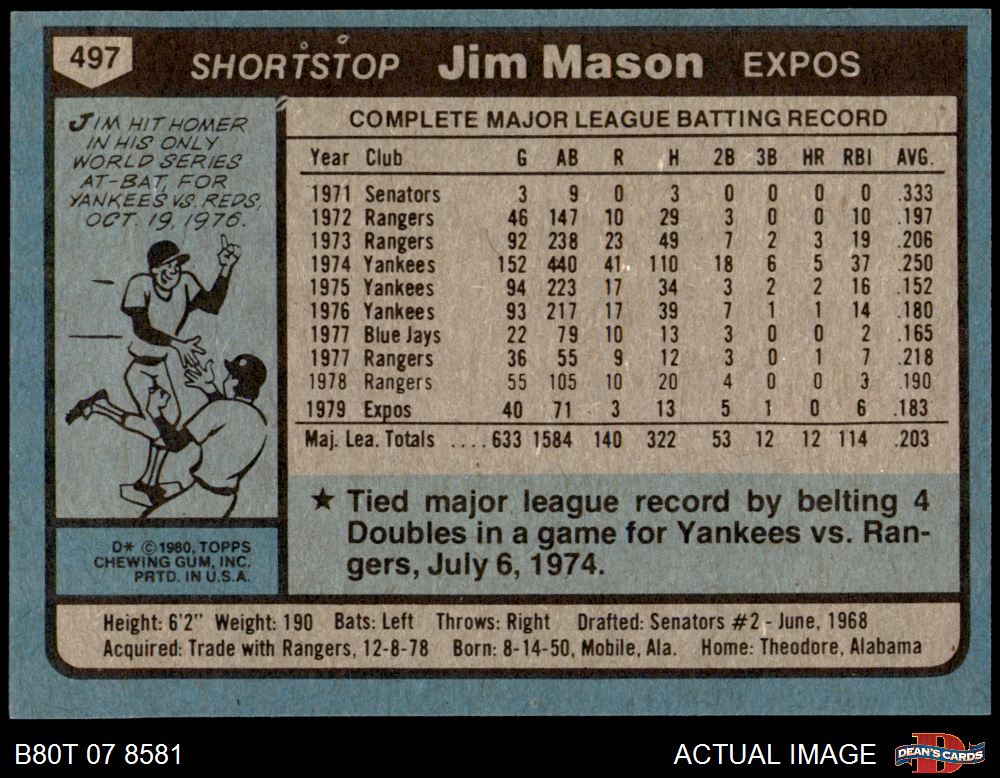 497 SHORTSTOP Jim Mason EXPOS
JIM HIT HOMER
IN HIS ONLY
WORLD SERIES
AT-BAT, FOR
YANKEES VS. REDS,
OCT. 19, 1976.
COMPLETE MAJOR LEAGUE BATTING RECORD
Year Club G AB R H 2B 3B HR RBI AVG.
1971 Senators 3 9 0 3 0 0 0 0 .333
1972 Rangers 46 147 10 29 3 0 0 10 .197
1973 Rangers 92 238 23 49 7 2 3 19 .206
1974 Yankees 152 440 41 110 18 6 5 37 .250
1975 Yankees 94 223 17 34 3 2 2 16 .152
1976 Yankees 93 217 17 39 7 1 1 14 .180
1977 Blue Jays 22 79 10 13 3 0 0 2 .165
1977 Rangers 36 55 9 12 3 0 1 7 .218
1978 Rangers 55 105 10 20 4 0 0 3 .190
1979 Expos 40 71 3 13 5 1 0 6 .183
Maj. Lea. Totals .... 633 1584 140 322 53 12 12 114 .203
★ Tied major league record by belting 4
Doubles in a game for Yankees vs. Ran-
gers, July 6, 1974.
D* © 1980, TOPPS
CHEWING GUM, INC.
PRTD. IN U.S.A.
Height: 6'2" Weight: 190 Bats: Left Throws: Right Drafted: Senators #2 - June, 1968
Acquired: Trade with Rangers, 12-8-78 Born: 8-14-50, Mobile, Ala. Home: Theodore, Alabama
B80T 07 8581 ACTUAL IMAGE DEAN'S CARDS